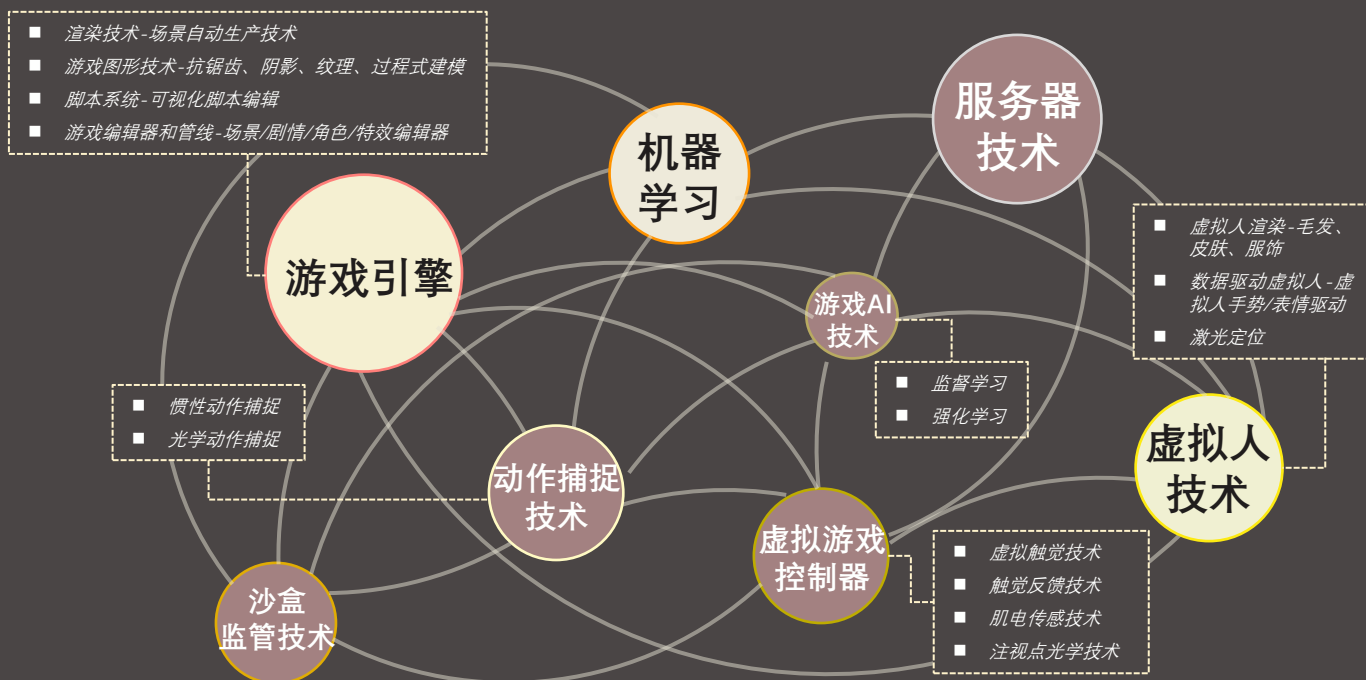 渲染技术-场景自动生产技术
游戏图形技术-抗锯齿、阴影、纹理、过程式建模
脚本系统-可视化脚本编辑
游戏编辑器和管线-场景/剧情/角色/特效编辑器
机器
学习
服务器
技术
游戏引擎
虚拟人渲染-毛发、
皮肤、服饰
数据驱动虚拟人-虚
拟人手势/表情驱动
激光定位
游戏AI
技术
监督学习
强化学习
惯性动作捕捉
光学动作捕捉
动作捕捉
技术
虚拟人
技术
虚拟游戏
控制器
虚拟触觉技术
触觉反馈技术
肌电传感技术
注视点光学技术
沙盒
监管技术